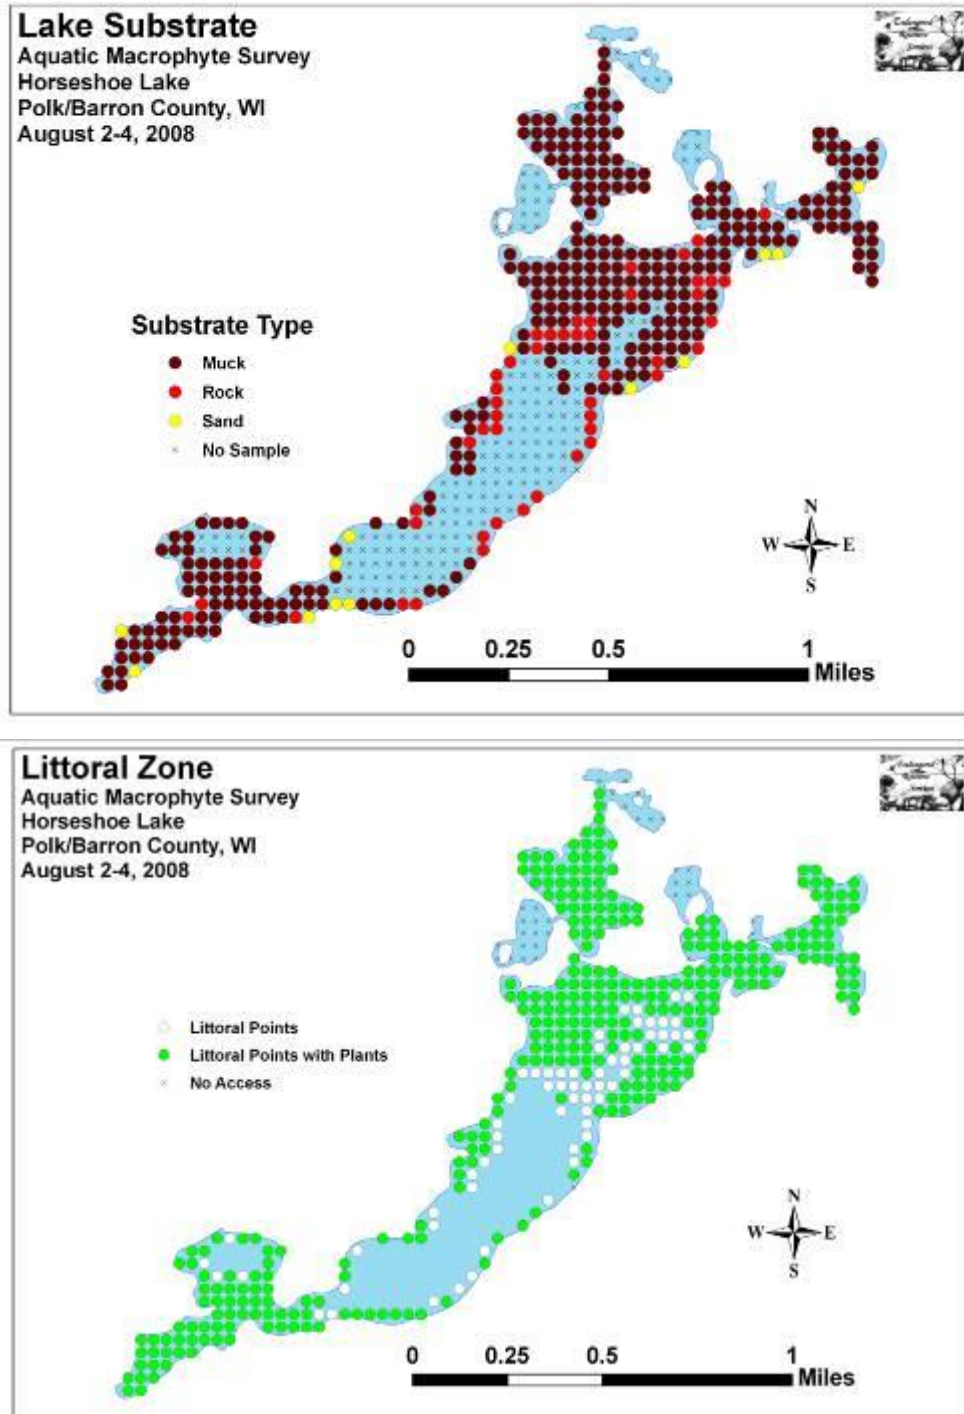 Lake Substrate
Aquatic Macrophyte Survey
Horseshoe Lake
Polk/Barron County, WI
August 2-4, 2008
Substrate Type
Muck
Rock
Sand
No Sample
N
W E
S
0 0.25 0.5 1
Miles
Littoral Zone
Aquatic Macrophyte Survey
Horseshoe Lake
Polk/Barron County, WI
August 2-4, 2008
Littoral Points
Littoral Points with Plants
No Access
N
W E
S
0 0.25 0.5 1
Miles